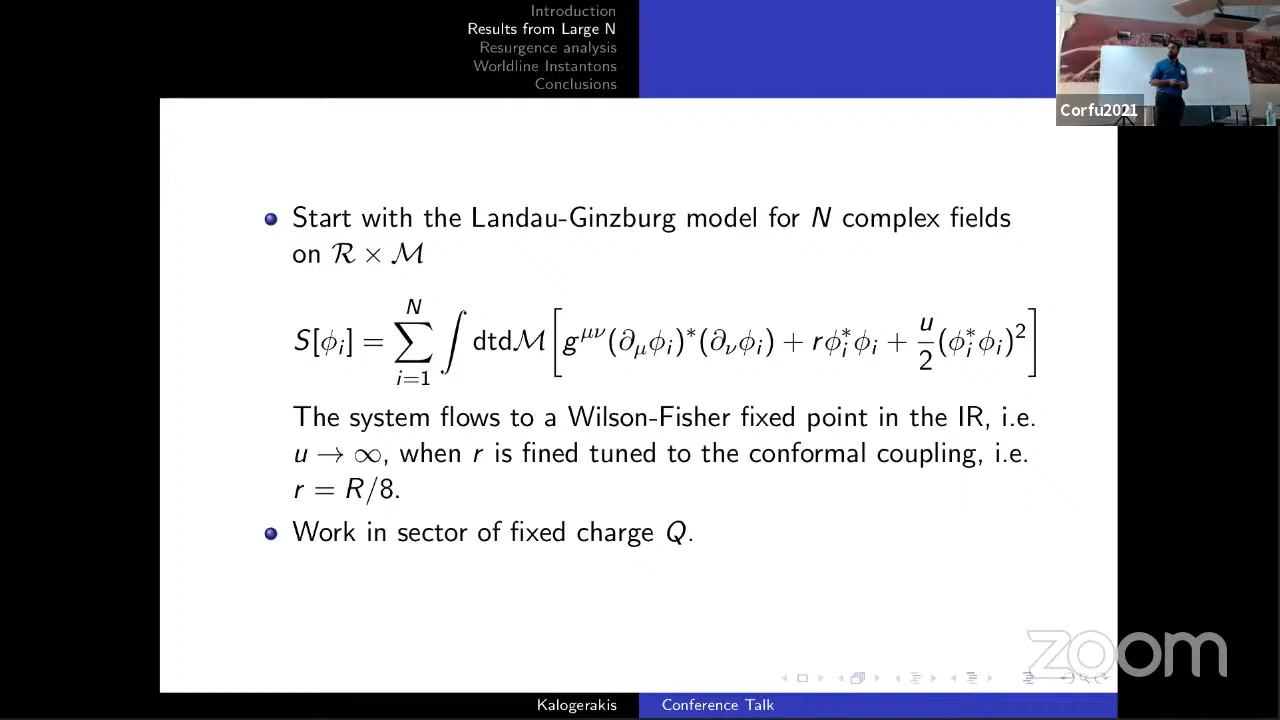 Introduction
Results from Large N
Resurgence analysis
Worldline Instantons
Conclusions
Corfu2021
Start with the Landau-Ginzburg model for N complex fields
on ℛ × ℳ
S[ϕ_i] = \sum_{i=1}^{N} \int dtdℳ [ g^{μν}(∂_μϕ_i)^*(∂_νϕ_i) + rϕ_i^*ϕ_i + \frac{u}{2}(ϕ_i^*ϕ_i)^2 ]
The system flows to a Wilson-Fisher fixed point in the IR, i.e.
u → ∞, when r is fined tuned to the conformal coupling, i.e.
r = R/8.
Work in sector of fixed charge Q.
zoom
Kalogerakis Conference Talk